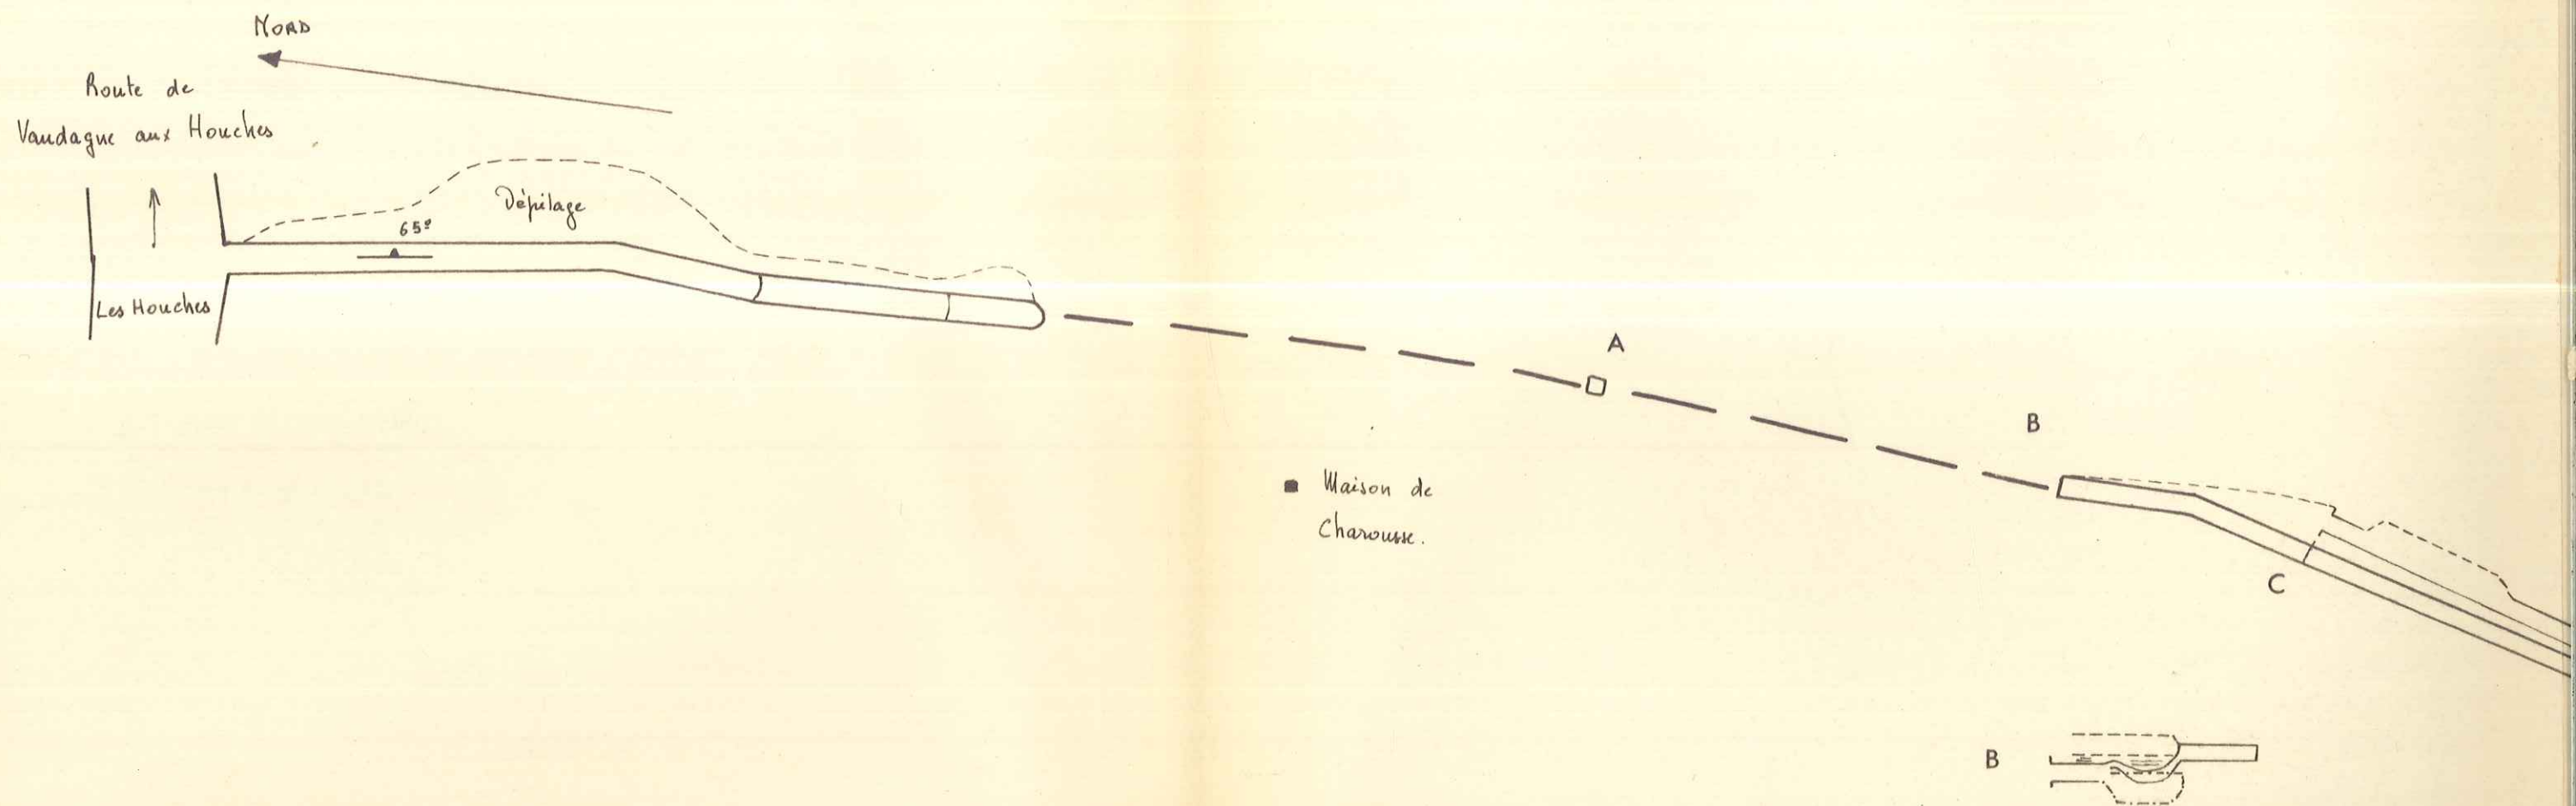 NORD
Route de
Vaudagne aux Houches
Dépilage
65°
Les Houches
A
B
Maison de
Charousse.
C
B